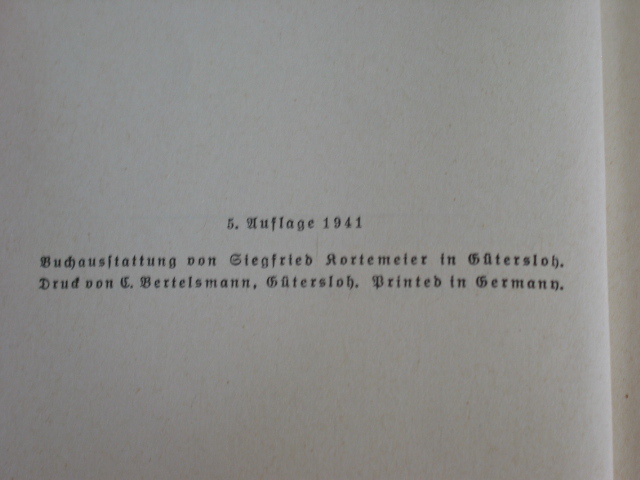 5. Auflage 1941
Buchausſtattung von Siegfried Kortemeier in Gütersloh.
Druck von C. Bertelsmann, Gütersloh. Printed in Germany.